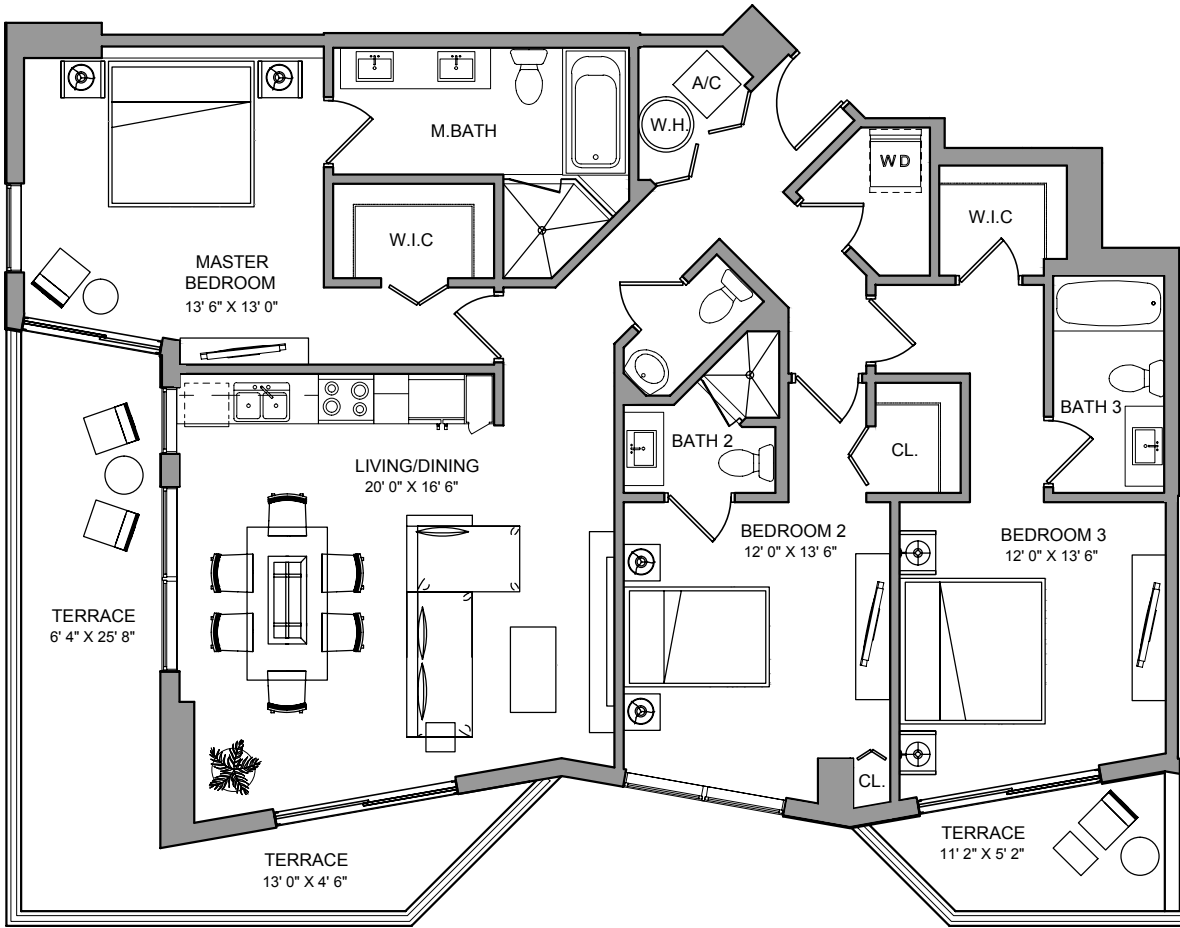 A/C
W.H.
M.BATH
WD
W.I.C
W.I.C
MASTER
BEDROOM
13' 6" X 13' 0"
BATH 3
BATH 2
CL.
LIVING/DINING
20' 0" X 16' 6"
BEDROOM 2
12' 0" X 13' 6"
BEDROOM 3
12' 0" X 13' 6"
TERRACE
6' 4" X 25' 8"
CL.
TERRACE
11' 2" X 5' 2"
TERRACE
13' 0" X 4' 6"